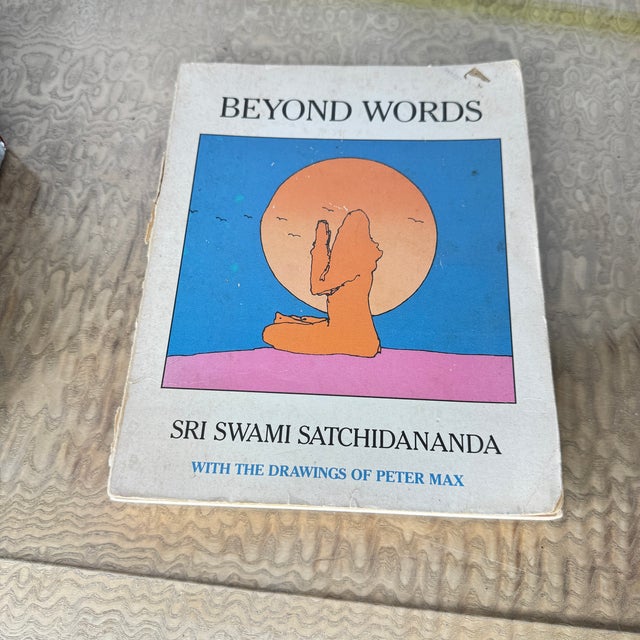 BEYOND WORDS
SRI SWAMI SATCHIDANANDA
WITH THE DRAWINGS OF PETER MAX